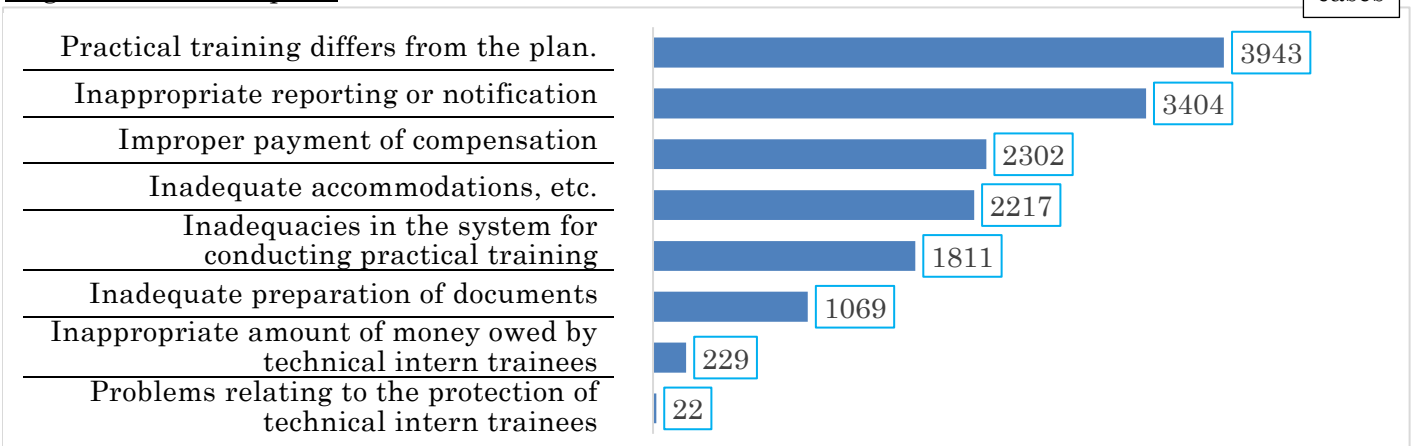 Practical training differs from the plan.
3943
Inappropriate reporting or notification
3404
Improper payment of compensation
2302
Inadequate accommodations, etc.
2217
Inadequacies in the system for
conducting practical training
1811
Inadequate preparation of documents
1069
Inappropriate amount of money owed by
technical intern trainees
229
Problems relating to the protection of
technical intern trainees
22